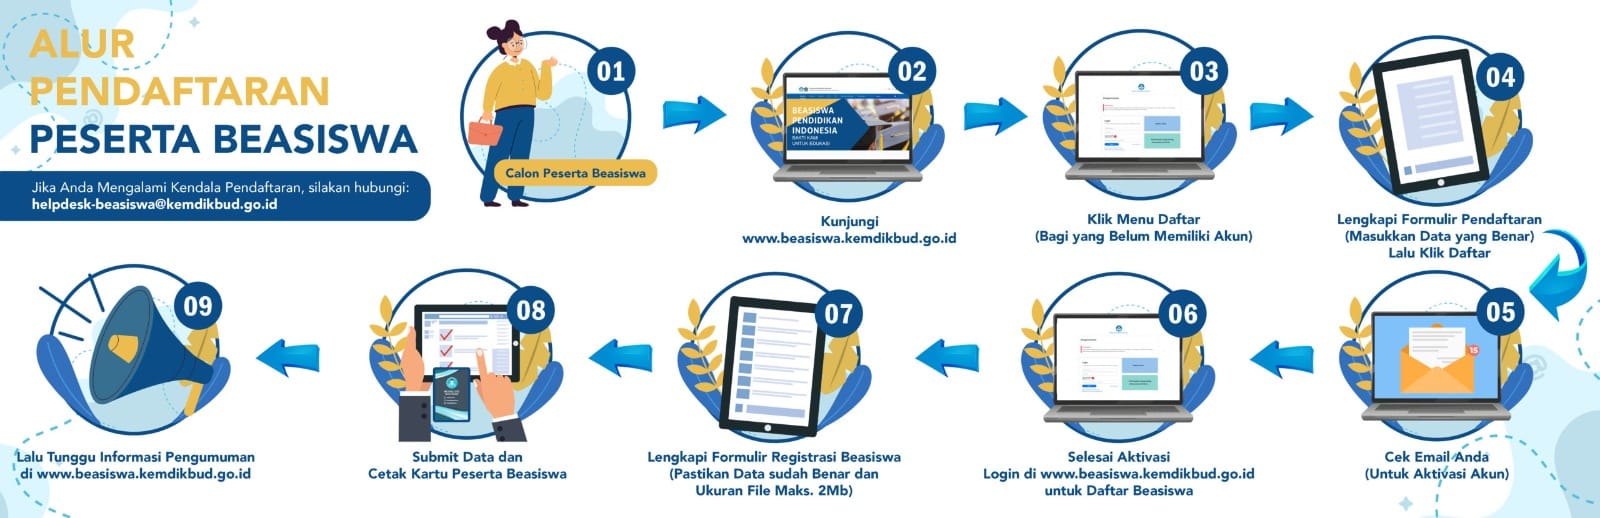 ALUR
PENDAFTARAN
PESERTA BEASISWA
Jika Anda Mengalami Kendala Pendaftaran, silakan hubungi:
helpdesk-beasiswa@kemdikbud.go.id
01
Calon Peserta Beasiswa
02
BEASISWA
PENDIDIKAN
INDONESIA
BAKTI KAMI
UNTUK EDUKASI
Kunjungi
www.beasiswa.kemdikbud.go.id
03
Klik Menu Daftar
(Bagi yang Belum Memiliki Akun)
04
Lengkapi Formulir Pendaftaran
(Masukkan Data yang Benar)
Lalu Klik Daftar
05
15
Cek Email Anda
(Untuk Aktivasi Akun)
06
Selesai Aktivasi
Login di www.beasiswa.kemdikbud.go.id
untuk Daftar Beasiswa
07
Lengkapi Formulir Registrasi Beasiswa
(Pastikan Data sudah Benar dan
Ukuran File Maks. 2Mb)
08
Submit Data dan
Cetak Kartu Peserta Beasiswa
09
Lalu Tunggu Informasi Pengumuman
di www.beasiswa.kemdikbud.go.id